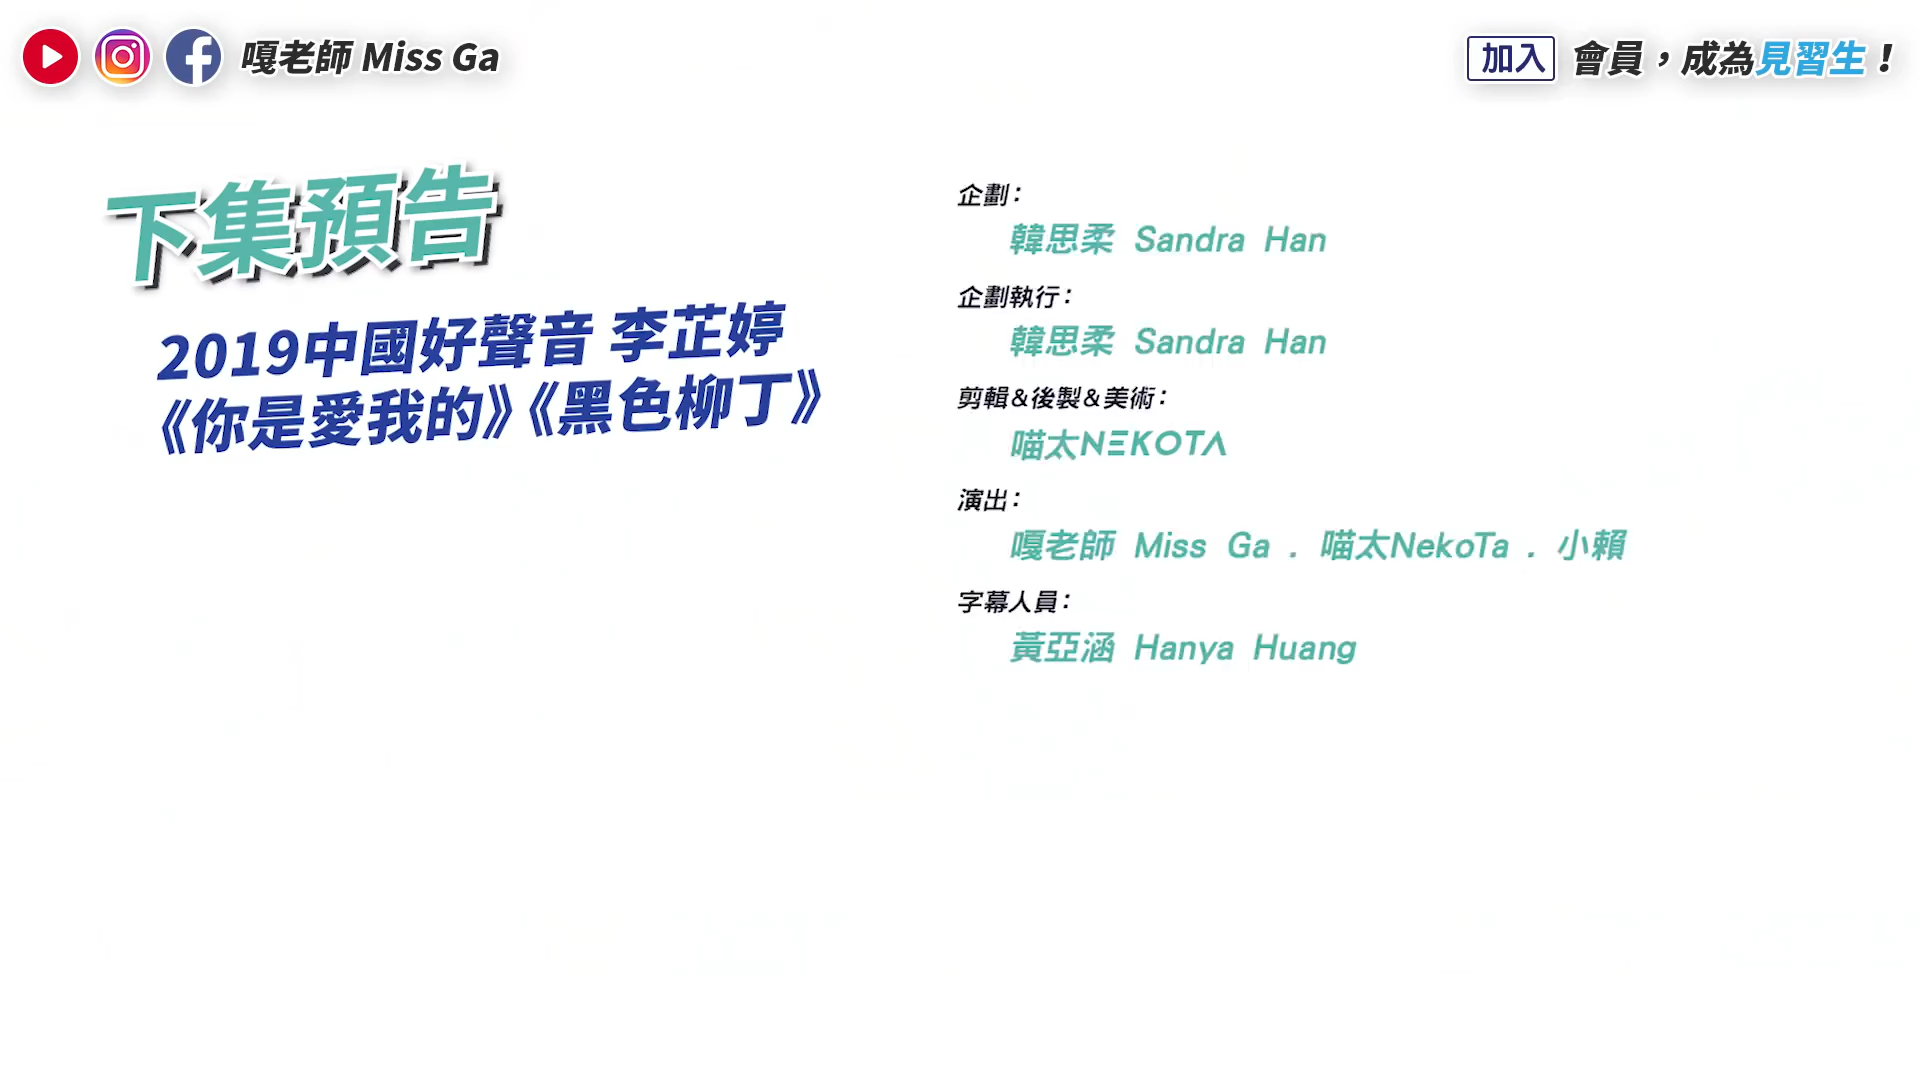 嘎老師 Miss Ga
加入 會員，成為見習生！
下集預告
2019中國好聲音 李芷婷
《你是愛我的》《黑色柳丁》
企劃：
韓思柔 Sandra Han
企劃執行：
韓思柔 Sandra Han
剪輯&後製&美術：
喵太NEKOTA
演出：
嘎老師 Miss Ga . 喵太NekoTa . 小賴
字幕人員：
黃亞涵 Hanya Huang